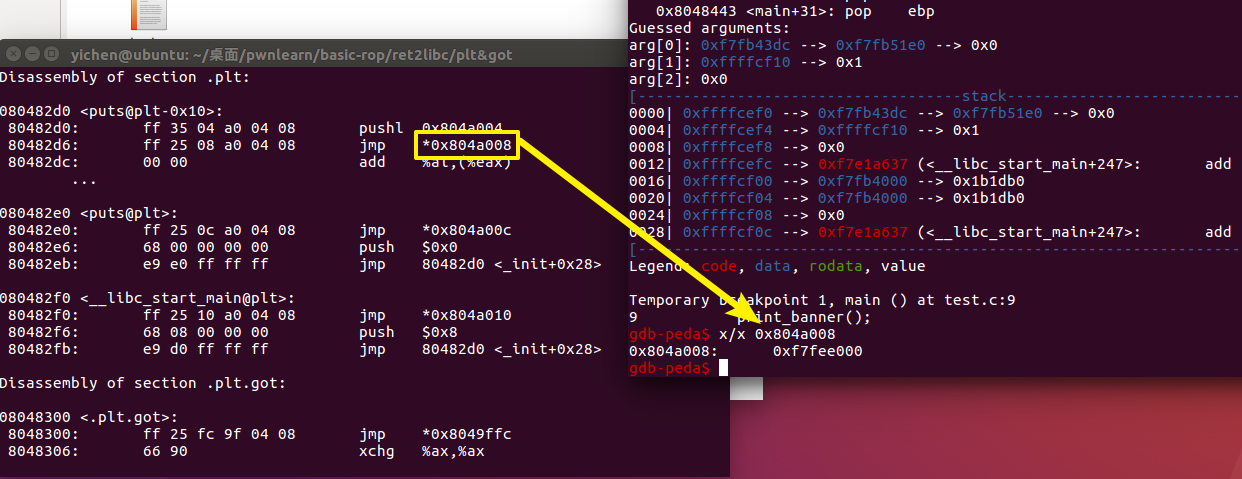 yichen@ubuntu: ~/桌面/pwnlearn/basic-rop/ret2libc/plt&got
Disassembly of section .plt:
080482d0 <puts@plt-0x10>:
 80482d0:       ff 35 04 a0 04 08       pushl  0x804a004
 80482d6:       ff 25 08 a0 04 08       jmp    *0x804a008
 80482dc:       00 00                   add    %al,(%eax)
        ...
080482e0 <puts@plt>:
 80482e0:       ff 25 0c a0 04 08       jmp    *0x804a00c
 80482e6:       68 00 00 00 00          push   $0x0
 80482eb:       e9 e0 ff ff ff          jmp    80482d0 <_init+0x28>
080482f0 <__libc_start_main@plt>:
 80482f0:       ff 25 10 a0 04 08       jmp    *0x804a010
 80482f6:       68 08 00 00 00          push   $0x8
 80482fb:       e9 d0 ff ff ff          jmp    80482d0 <_init+0x28>
Disassembly of section .plt.got:
08048300 <.plt.got>:
 8048300:       ff 25 fc 9f 04 08       jmp    *0x8049ffc
 8048306:       66 90                   xchg   %ax,%ax
   0x8048443 <main+31>: pop    ebp
Guessed arguments:
arg[0]: 0xf7fb43dc --> 0xf7fb51e0 --> 0x0
arg[1]: 0xffffcf10 --> 0x1
arg[2]: 0x0
[------------------------------------stack-----------------------------
0000| 0xffffcef0 --> 0xf7fb43dc --> 0xf7fb51e0 --> 0x0
0004| 0xffffcef4 --> 0xffffcf10 --> 0x1
0008| 0xffffcef8 --> 0x0
0012| 0xffffcefc --> 0xf7e1a637 (<__libc_start_main+247>:       add
0016| 0xffffcf00 --> 0xf7fb4000 --> 0x1b1db0
0020| 0xffffcf04 --> 0xf7fb4000 --> 0x1b1db0
0024| 0xffffcf08 --> 0x0
0028| 0xffffcf0c --> 0xf7e1a637 (<__libc_start_main+247>:       add
[----------------------------------------------------------------------
Legend: code, data, rodata, value
Temporary breakpoint 1, main () at test.c:9
9           print_banner();
gdb-peda$ x/x 0x804a008
0x804a008:      0xf7fee000
gdb-peda$